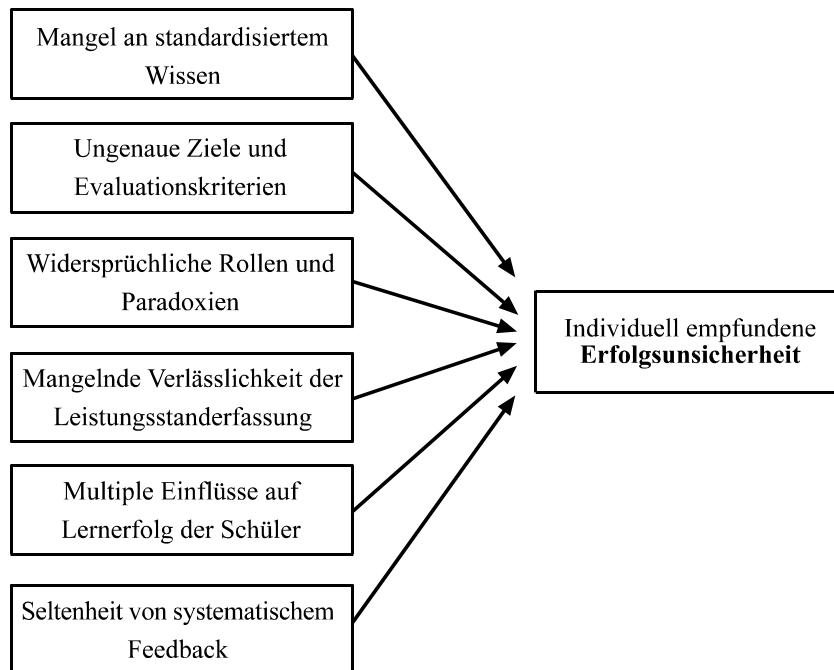 Mangel an standardisiertem
Wissen
Ungenaue Ziele und
Evaluationskriterien
Widersprüchliche Rollen und
Paradoxien
Mangelnde Verlässlichkeit der
Leistungsstanderfassung
Multiple Einflüsse auf
Lernerfolg der Schüler
Seltenheit von systematischem
Feedback
Individuell empfundene
Erfolgsunsicherheit